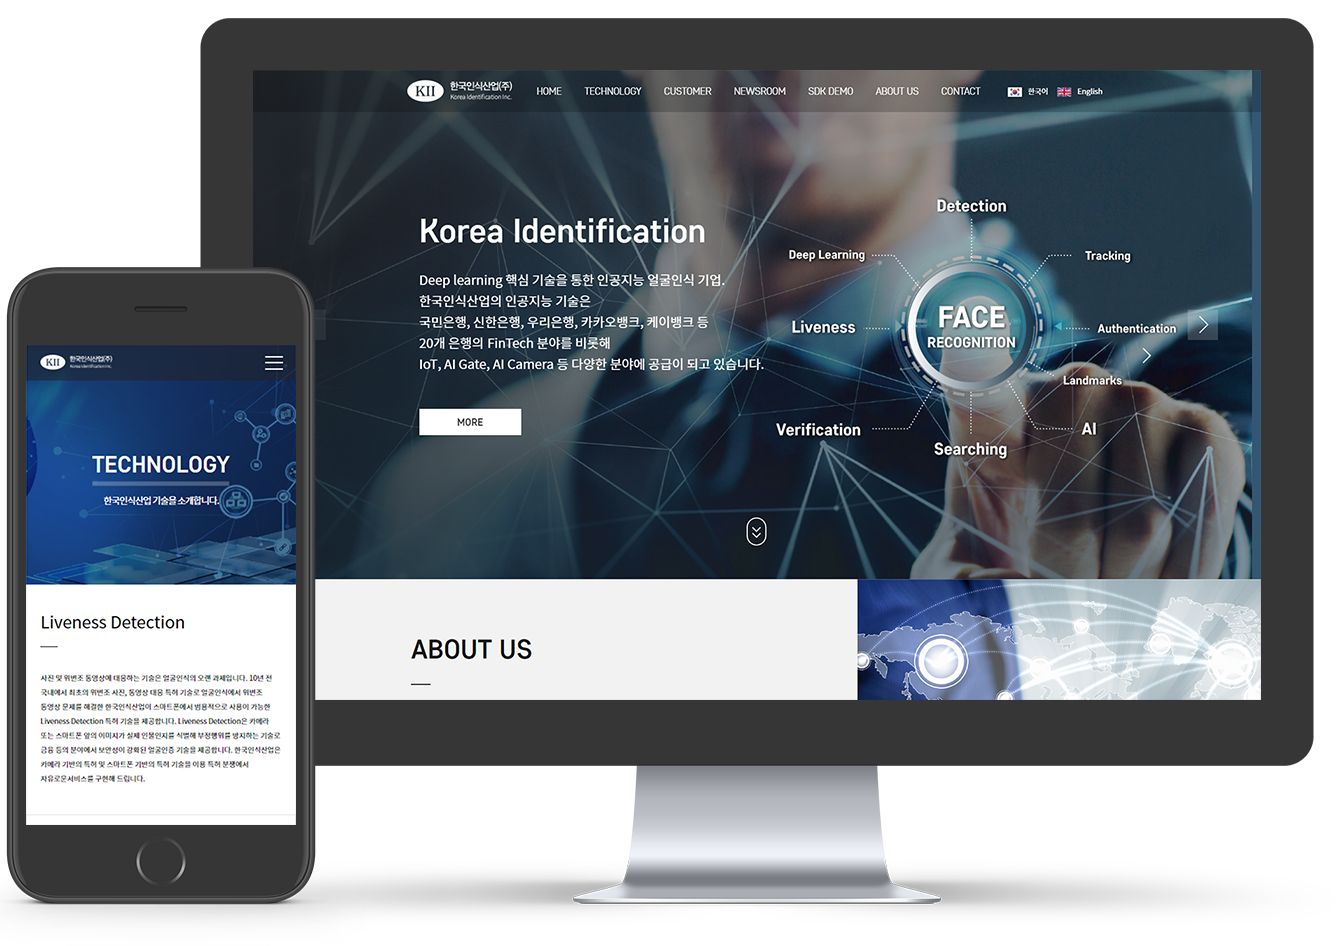 KII 한국인식산업(주)
Korea Identification Inc.
HOME TECHNOLOGY CUSTOMER NEWSROOM SDK DEMO ABOUT US CONTACT 한국어 English
Korea Identification
Deep learning 핵심 기술을 통한 인공지능 얼굴인식 기업.
한국인식산업의 인공지능 기술은
국민은행, 신한은행, 우리은행, 카카오뱅크, 케이뱅크 등
20개 은행의 FinTech 분야를 비롯해
IoT, AI Gate, AI Camera 등 다양한 분야에 공급이 되고 있습니다.
MORE
Detection
Deep Learning
Tracking
Liveness
FACE
RECOGNITION
Authentication
Landmarks
Verification
AI
Searching
ABOUT US
KII 한국인식산업(주)
Korea Identification Inc.
TECHNOLOGY
한국인식산업 기술을 소개합니다.
Liveness Detection
사진 및 위변조 동영상에 대응하는 기술은 얼굴인식의 오랜 과제입니다. 10년 전
국내에서 최초의 위변조 사진, 동영상 대응 특허 기술로 얼굴인식에서 위변조
동영상 문제를 해결한 한국인식산업이 스마트폰에서 범용적으로 사용이 가능한
Liveness Detection 특허 기술을 제공합니다. Liveness Detection은 카메라
또는 스마트폰 앞의 이미지가 실제 인물인지를 식별해 부정행위를 방지하는 기술로
금융 등의 분야에서 보안성이 강화된 얼굴인증 기술을 제공합니다. 한국인식산업은
카메라 기반의 특허 및 스마트폰 기반의 특허 기술을 이용 특허 분쟁에서
자유로운서비스를 구현해 드립니다.